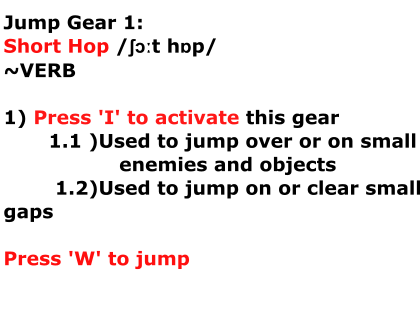 Jump Gear 1:
Short Hop /ʃɔːt hɒp/
~VERB
1) Press 'I' to activate this gear
1.1 )Used to jump over or on small
enemies and objects
1.2)Used to jump on or clear small
gaps
Press 'W' to jump